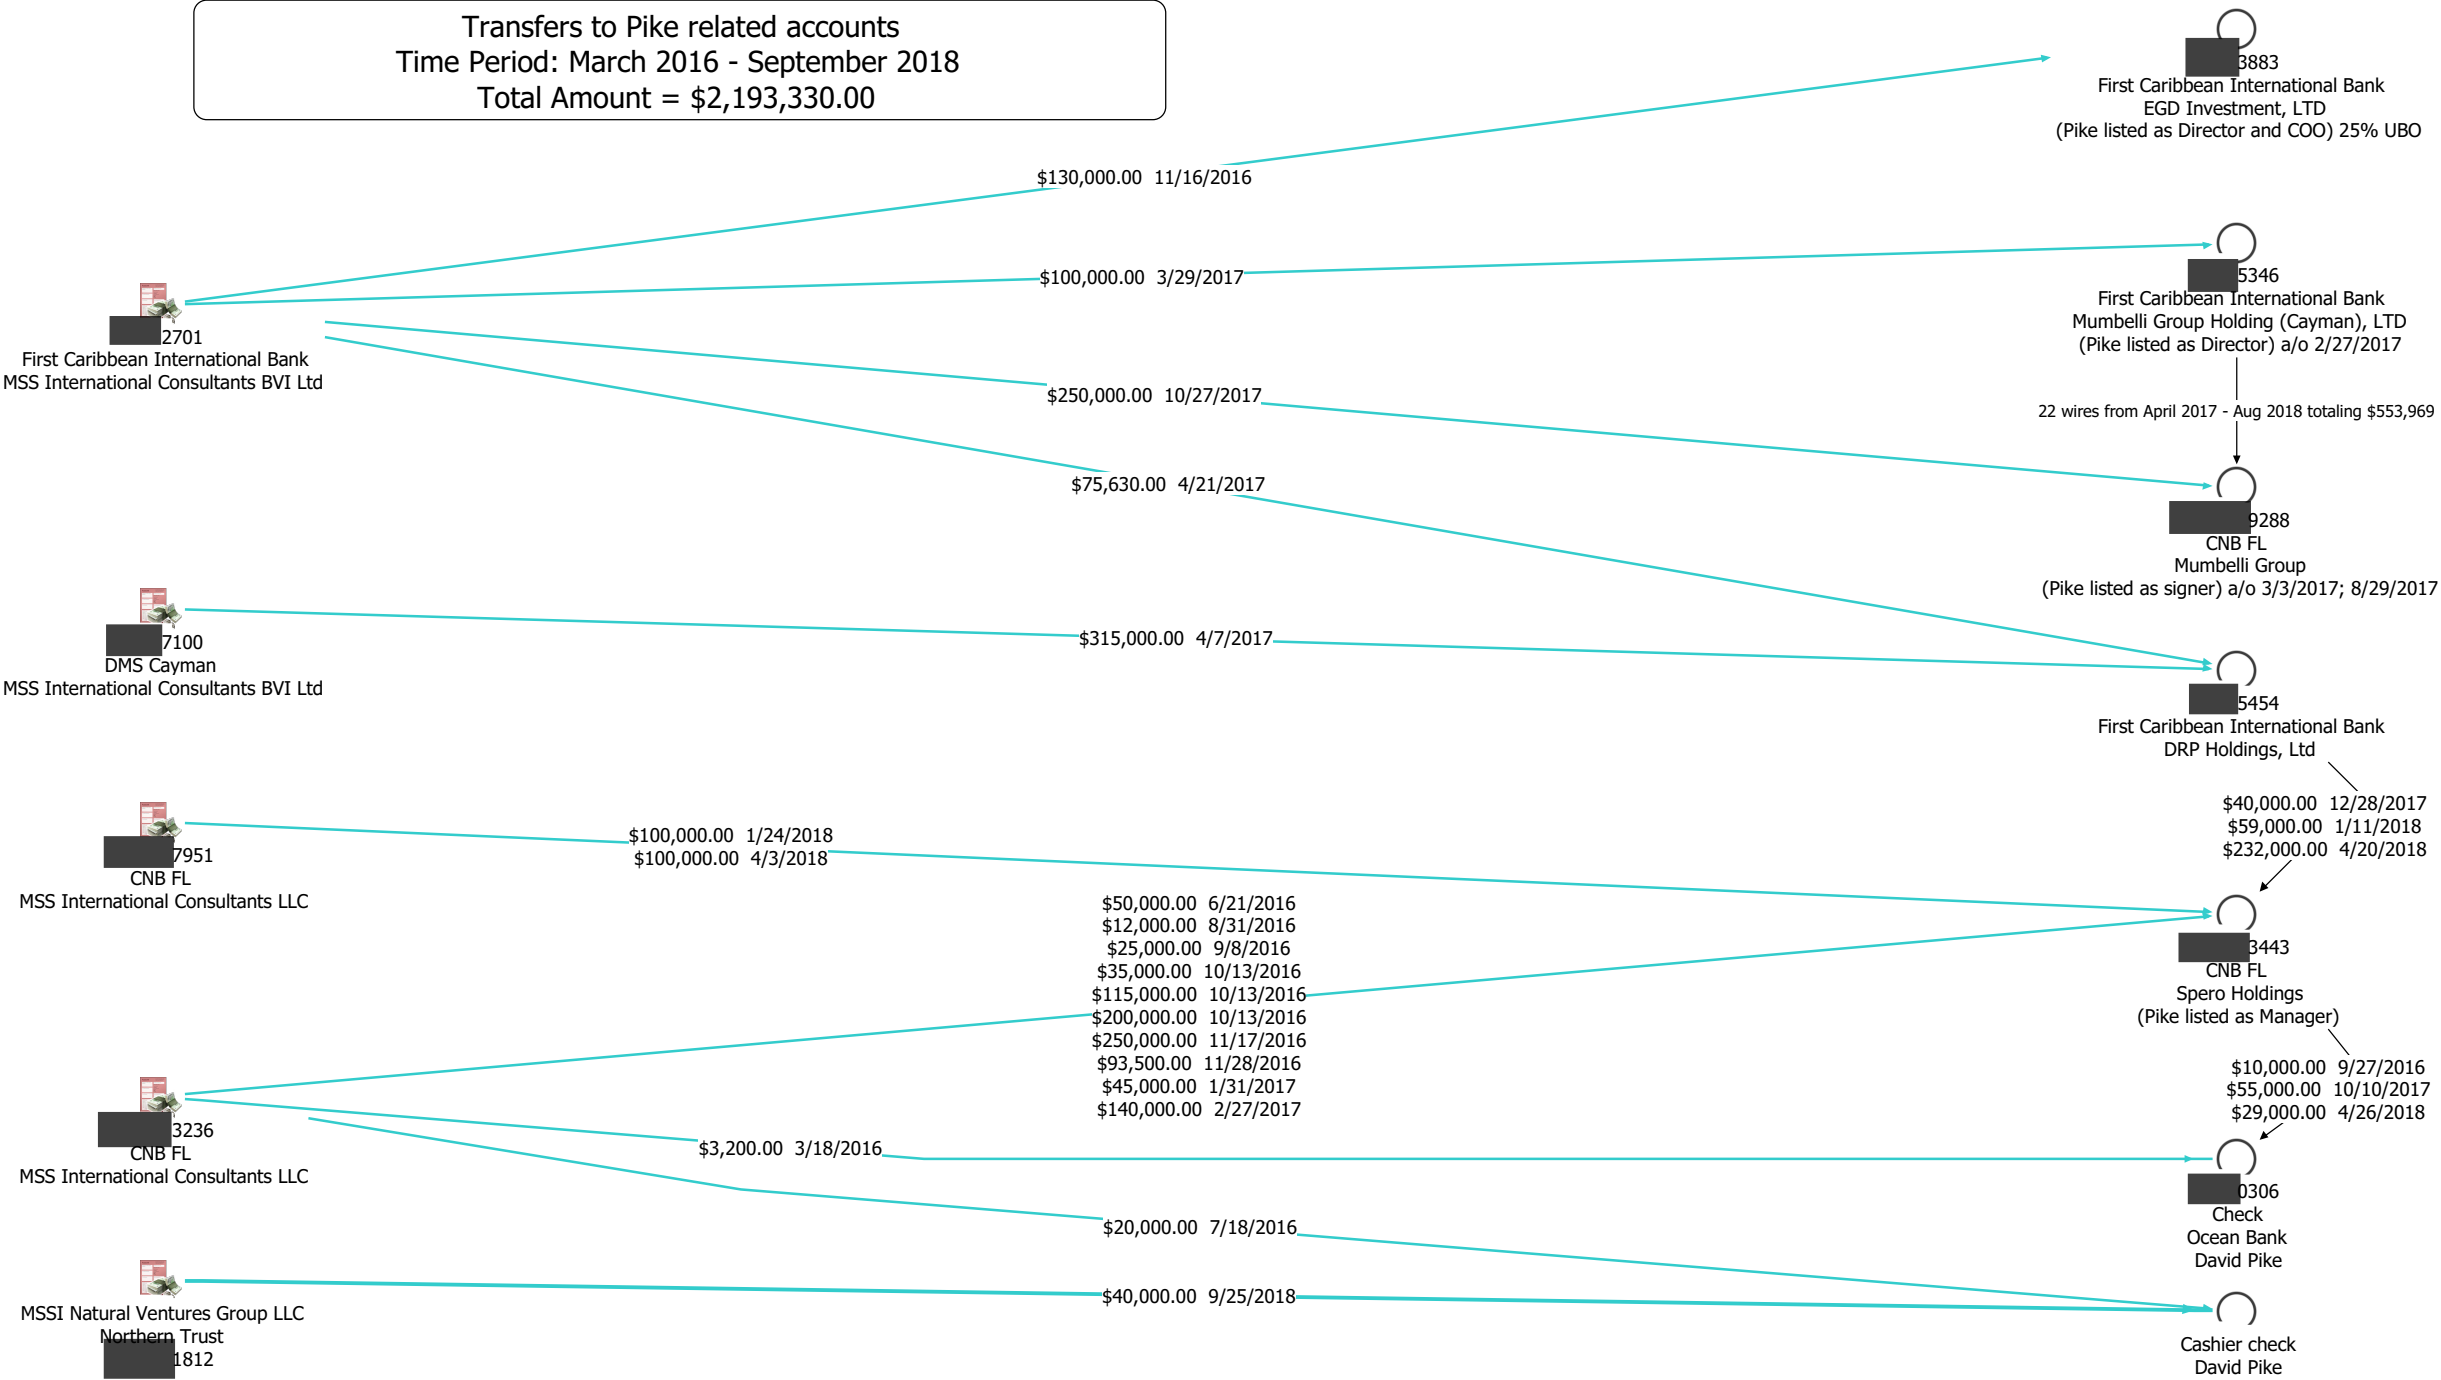 Transfers to Pike related accounts
Time Period: March 2016 - September 2018
Total Amount = $2,193,330.00
3883
First Caribbean International Bank
EGD Investment, LTD
(Pike listed as Director and COO) 25% UBO
$130,000.00 11/16/2016
$100,000.00 3/29/2017
5346
First Caribbean International Bank
Mumbelli Group Holding (Cayman), LTD
(Pike listed as Director) a/o 2/27/2017
2701
First Caribbean International Bank
MSS International Consultants BVI Ltd
$250,000.00 10/27/2017
22 wires from April 2017 - Aug 2018 totaling $553,969
$75,630.00 4/21/2017
9288
CNB FL
Mumbelli Group
(Pike listed as signer) a/o 3/3/2017; 8/29/2017
7100
DMS Cayman
MSS International Consultants BVI Ltd
$315,000.00 4/7/2017
5454
First Caribbean International Bank
DRP Holdings, Ltd
$40,000.00 12/28/2017
$59,000.00 1/11/2018
$232,000.00 4/20/2018
7951
CNB FL
MSS International Consultants LLC
$100,000.00 1/24/2018
$100,000.00 4/3/2018
$50,000.00 6/21/2016
$12,000.00 8/31/2016
$25,000.00 9/8/2016
$35,000.00 10/13/2016
$115,000.00 10/13/2016
$200,000.00 10/13/2016
$250,000.00 11/17/2016
$93,500.00 11/28/2016
$45,000.00 1/31/2017
$140,000.00 2/27/2017
3443
CNB FL
Spero Holdings
(Pike listed as Manager)
$10,000.00 9/27/2016
$55,000.00 10/10/2017
$29,000.00 4/26/2018
3236
CNB FL
MSS International Consultants LLC
$3,200.00 3/18/2016
0306
Check
Ocean Bank
David Pike
$20,000.00 7/18/2016
MSSI Natural Ventures Group LLC
Northern Trust
1812
$40,000.00 9/25/2018
Cashier check
David Pike